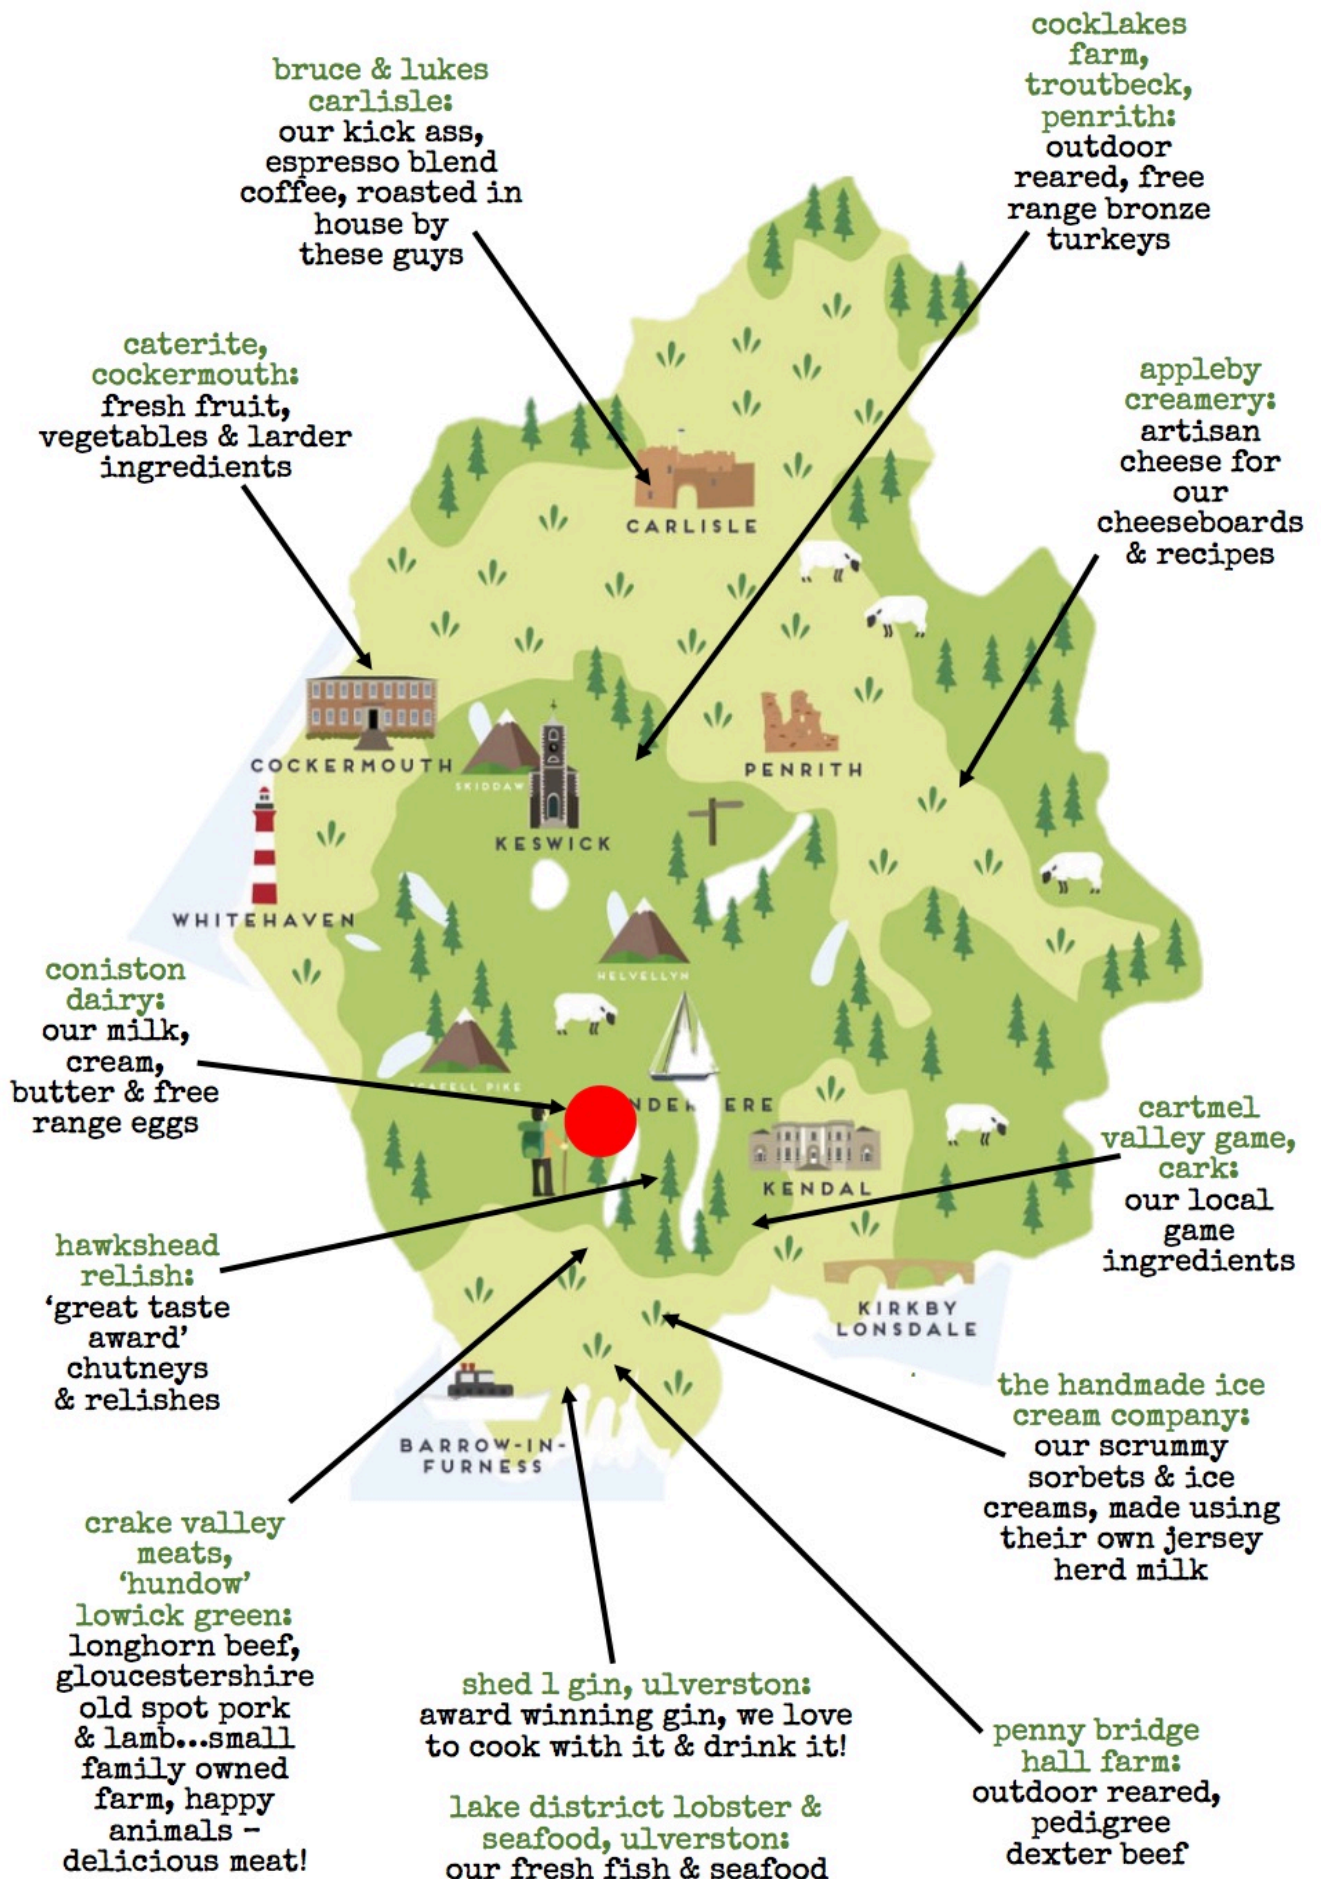 bruce & lukes
carlisle:
our kick ass,
espresso blend
coffee, roasted in
house by
these guys
cocklakes
farm,
troutbeck,
penrith:
outdoor
reared, free
range bronze
turkeys
caterite,
cockermouth:
fresh fruit,
vegetables & larder
ingredients
appleby
creamery:
artisan
cheese for
our
cheeseboards
& recipes
CARLISLE
COCKERMOUTH
SKIDDAW
PENRITH
KESWICK
WHITEHAVEN
HELVELLYN
coniston
dairy:
our milk,
cream,
butter & free
range eggs
PIKE
KENDAL
cartmel
valley game,
cark:
our local
game
ingredients
hawkshead
relish:
‘great taste
award’
chutneys
& relishes
KIRKBY
LONSDALE
BARROW-IN-
FURNESS
the handmade ice
cream company:
our scrummy
sorbets & ice
creams, made using
their own jersey
herd milk
crake valley
meats,
‘hundow’
lowick green:
longhorn beef,
gloucestershire
old spot pork
& lamb...small
family owned
farm, happy
animals –
delicious meat!
shed 1 gin, ulverston:
award winning gin, we love
to cook with it & drink it!
lake district lobster &
seafood, ulverston:
our fresh fish & seafood
penny bridge
hall farm:
outdoor reared,
pedigree
dexter beef